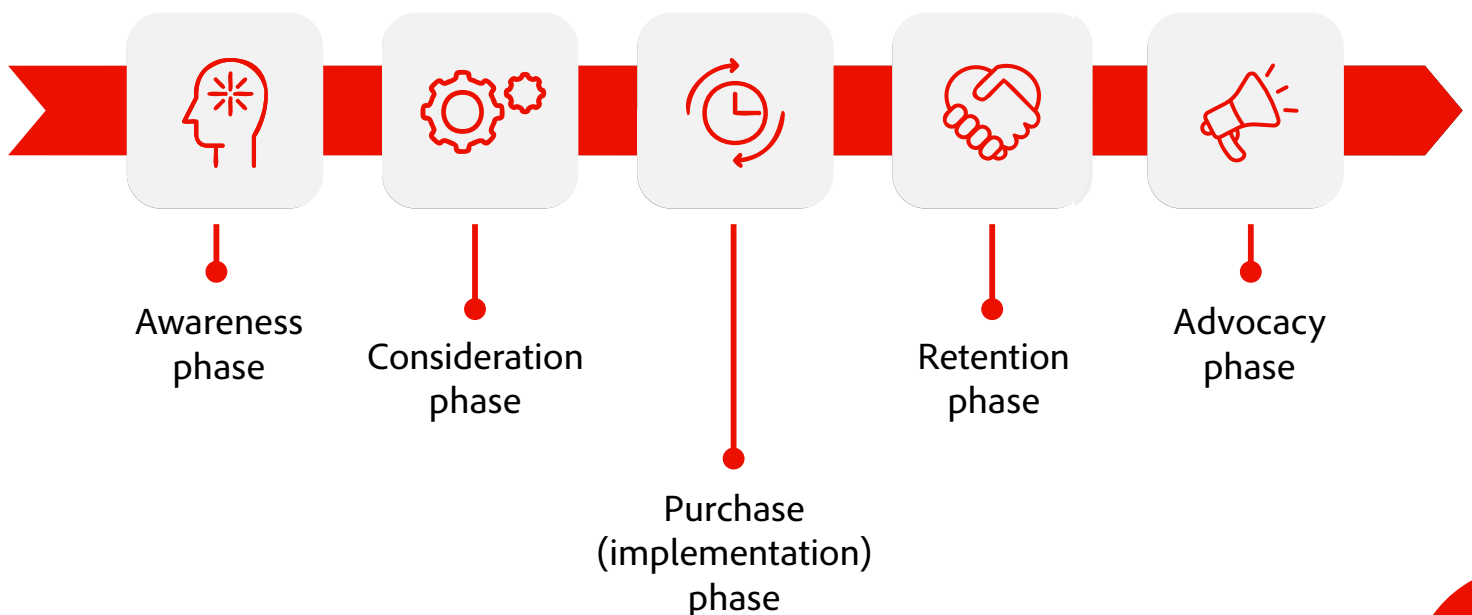 Awareness
phase
Consideration
phase
Purchase
(implementation)
phase
Retention
phase
Advocacy
phase